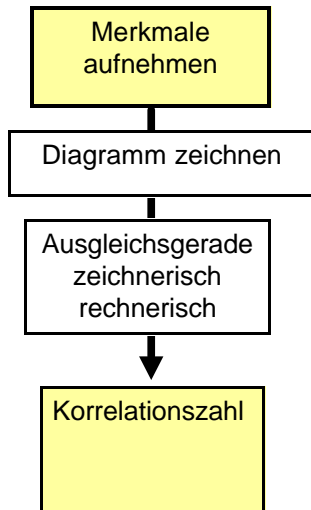 Merkmale
aufnehmen
Diagramm zeichnen
Ausgleichsgerade
zeichnerisch
rechnerisch
Korrelationszahl